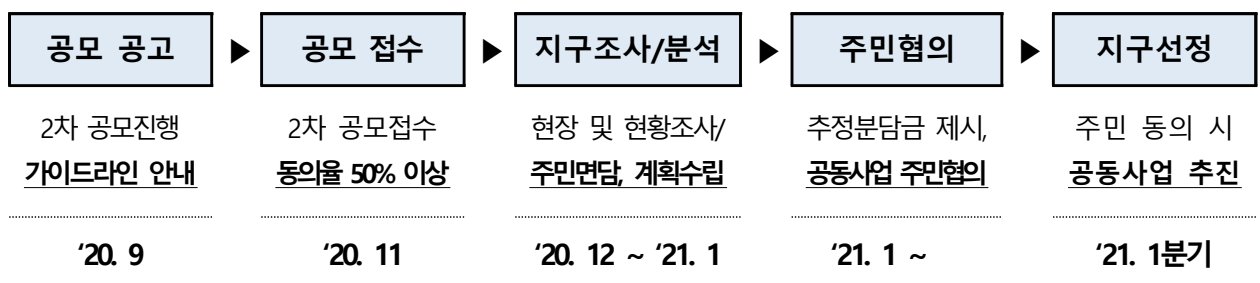 공모 공고 ▶ 공모 접수 ▶ 지구조사/분석 ▶ 주민협의 ▶ 지구선정
2차 공모진행
가이드라인 안내
‘20. 9
2차 공모접수
동의율 50% 이상
‘20. 11
현장 및 현황조사/
주민면담, 계획수립
‘20. 12 ~ ‘21. 1
추정분담금 제시,
공동사업 주민협의
‘21. 1 ~
주민 동의 시
공동사업 추진
‘21. 1분기